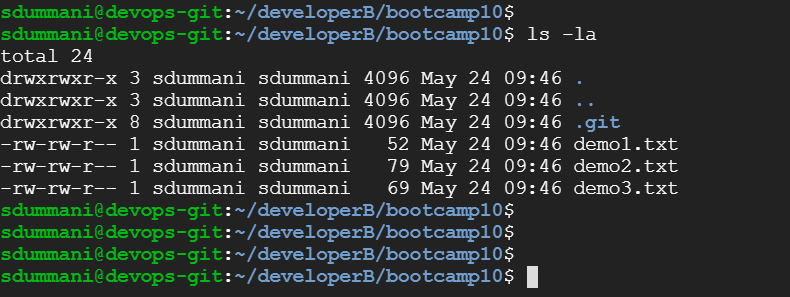 sdummani@devops-git:~/developerB/bootcamp10$
sdummani@devops-git:~/developerB/bootcamp10$ ls -la
total 24
drwxrwxr-x 3 sdummani sdummani 4096 May 24 09:46 .
drwxrwxr-x 3 sdummani sdummani 4096 May 24 09:46 ..
drwxrwxr-x 8 sdummani sdummani 4096 May 24 09:46 .git
-rw-rw-r-- 1 sdummani sdummani   52 May 24 09:46 demo1.txt
-rw-rw-r-- 1 sdummani sdummani   79 May 24 09:46 demo2.txt
-rw-rw-r-- 1 sdummani sdummani   69 May 24 09:46 demo3.txt
sdummani@devops-git:~/developerB/bootcamp10$
sdummani@devops-git:~/developerB/bootcamp10$
sdummani@devops-git:~/developerB/bootcamp10$
sdummani@devops-git:~/developerB/bootcamp10$